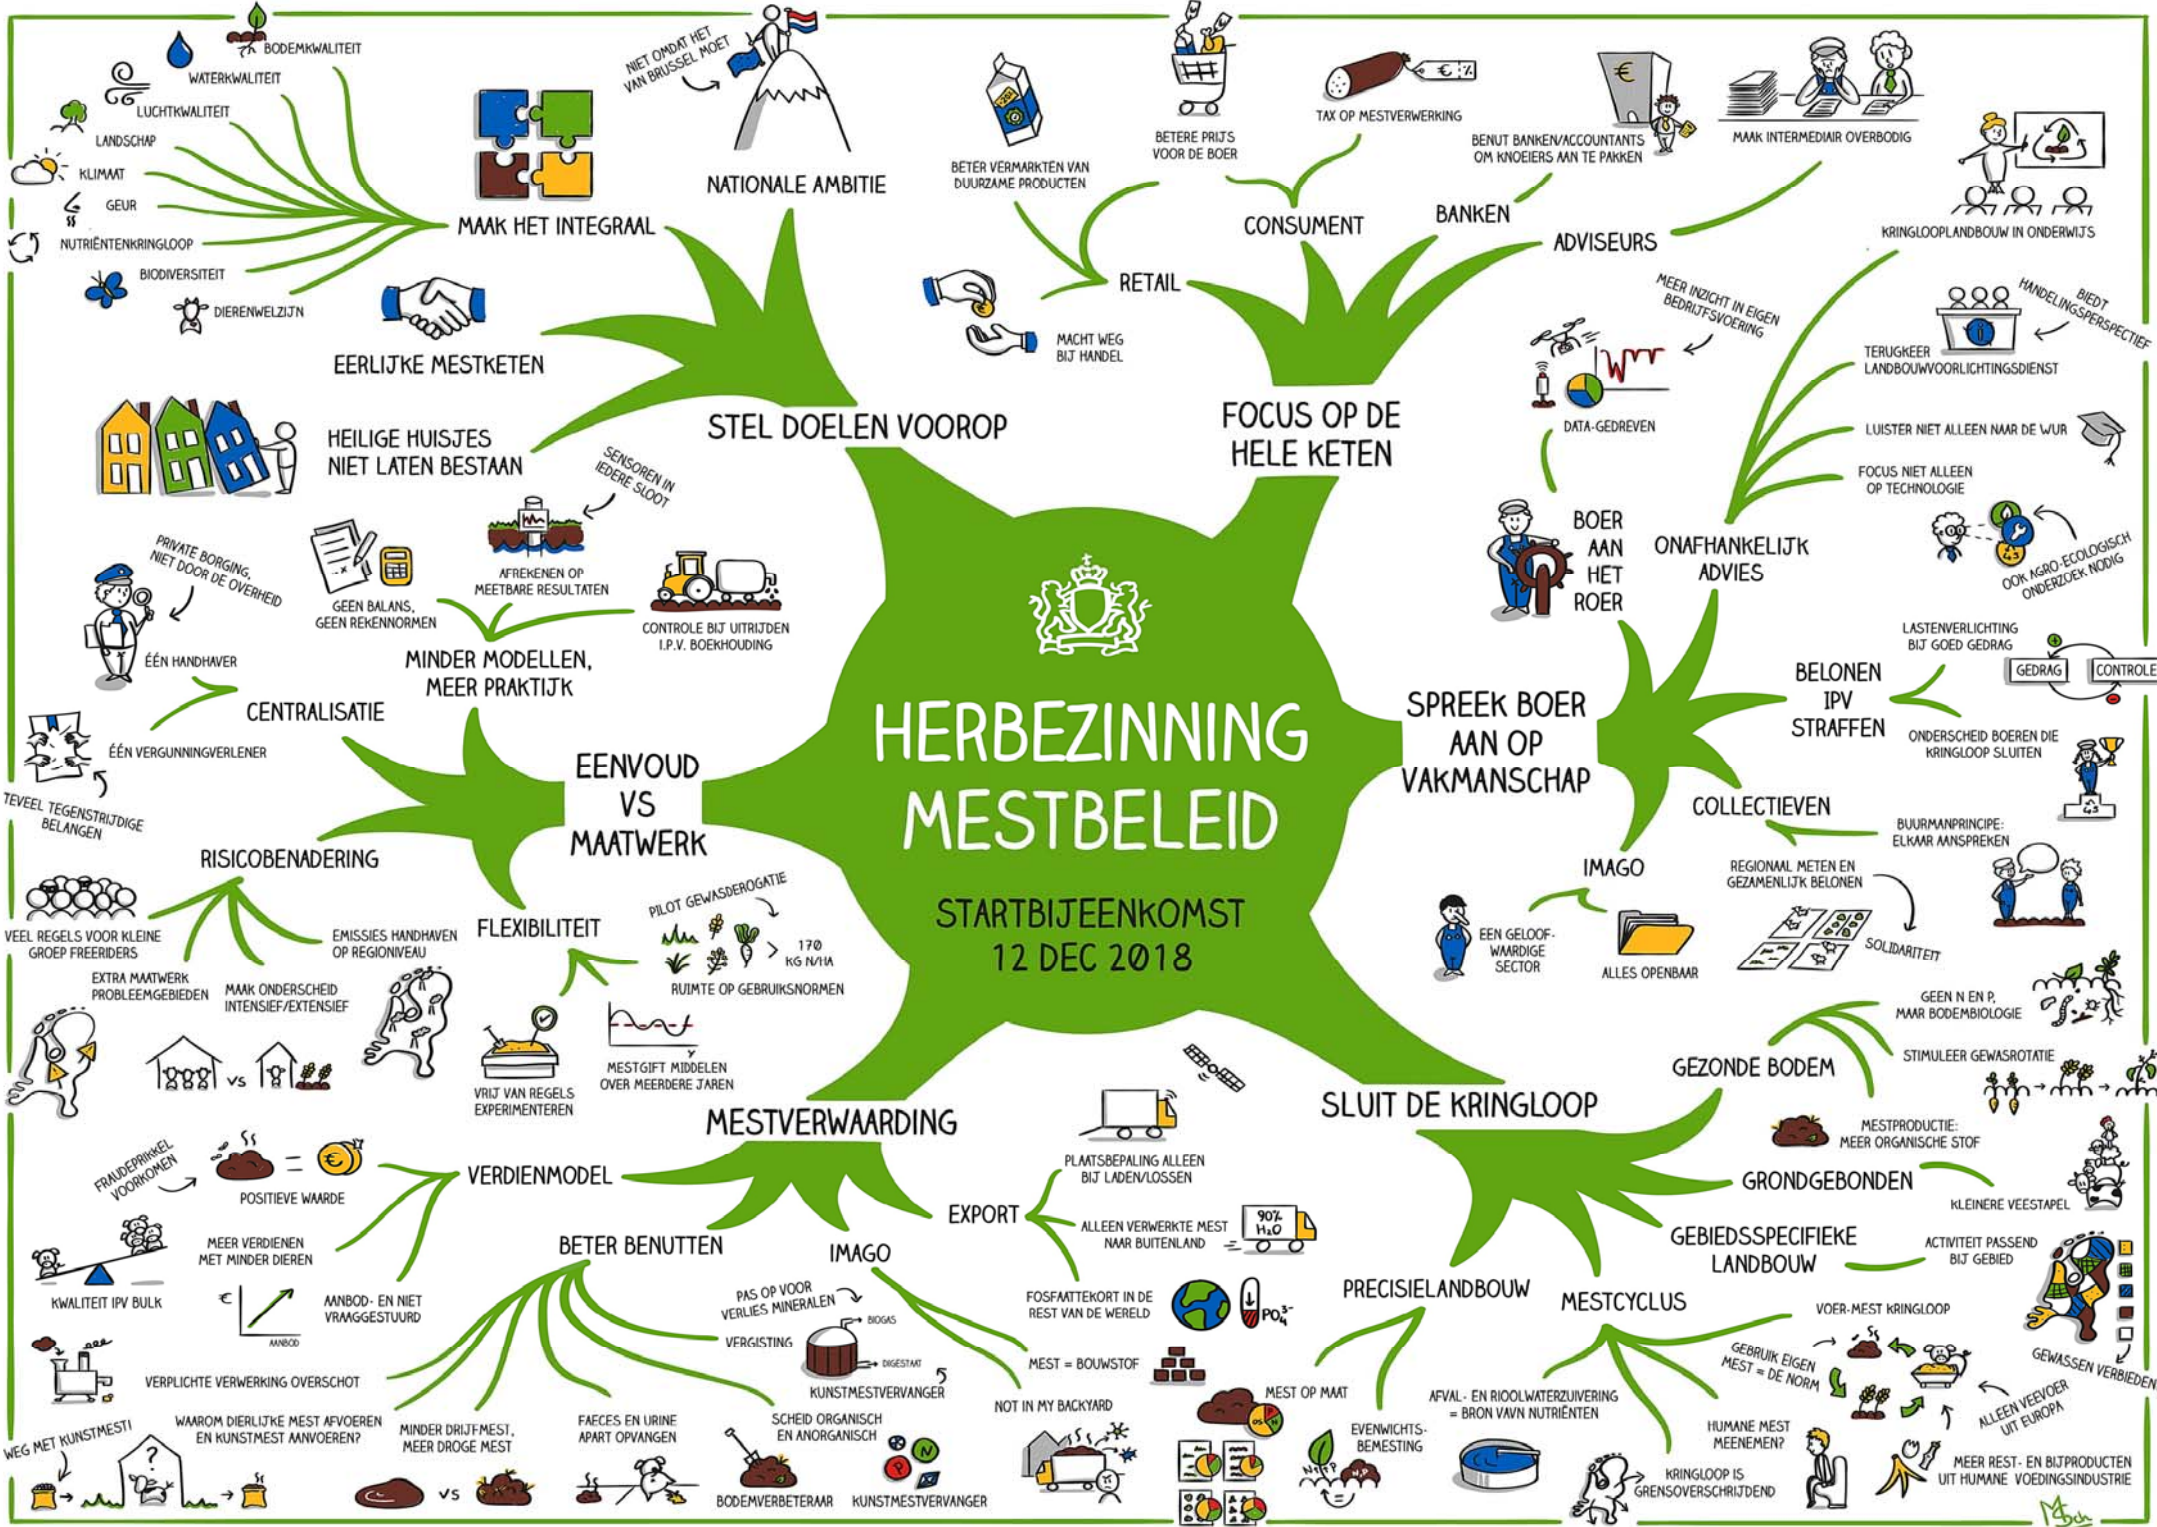 HERBEZINNING
MESTBELEID
STARTBIJEENKOMST
12 DEC 2018
STEL DOELEN VOOROP
MAAK HET INTEGRAAL
BODEMKWALITEIT
WATERKWALITEIT
LUCHTKWALITEIT
LANDSCHAP
KLIMAAT
GEUR
NUTRIËNTENKRINGLOOP
BIODIVERSITEIT
DIERENWELZIJN
NATIONALE AMBITIE
NIET OMDAT HET
VAN BRUSSEL MOET
EERLIJKE MESTKETEN
HEILIGE HUISJES
NIET LATEN BESTAAN
FOCUS OP DE
HELE KETEN
RETAIL
BETER VERMARKTEN VAN
DUURZAME PRODUCTEN
BETERE PRIJS
VOOR DE BOER
MACHT WEG
BIJ HANDEL
CONSUMENT
TAX OP MESTVERWERKING
€ %
BANKEN
€
BENUT BANKEN/ACCOUNTANTS
OM KNOEIERS AAN TE PAKKEN
ADVISEURS
MAAK INTERMEDIAIR OVERBODIG
SPREEK BOER
AAN OP
VAKMANSCHAP
BOER
AAN
HET
ROER
DATA-GEDREVEN
MEER INZICHT IN EIGEN
BEDRIJFSVOERING
ONAFHANKELIJK
ADVIES
KRINGLOOPLANDBOUW IN ONDERWIJS
TERUGKEER
LANDBOUWVOORLICHTINGSDIENST
i
BIEDT
HANDELINGSPERSPECTIEF
LUISTER NIET ALLEEN NAAR DE WUR
FOCUS NIET ALLEEN
OP TECHNOLOGIE
OOK AGRO-ECOLOGISCH
ONDERZOEK NODIG
BELONEN
IPV
STRAFFEN
LASTENVERLICHTING
BIJ GOED GEDRAG
GEDRAG
CONTROLE
ONDERSCHEID BOEREN DIE
KRINGLOOP SLUITEN
COLLECTIEVEN
BUURMANPRINCIPE:
ELKAAR AANSPREKEN
REGIONAAL METEN EN
GEZAMENLIJK BELONEN
SOLIDARITEIT
IMAGO
EEN GELOOF-
WAARDIGE
SECTOR
ALLES OPENBAAR
EENVOUD
VS
MAATWERK
MINDER MODELLEN,
MEER PRAKTIJK
GEEN BALANS,
GEEN REKENNORMEN
AFREKENEN OP
MEETBARE RESULTATEN
SENSOREN IN
IEDERE SLOOT
CONTROLE BIJ UITRIJDEN
I.P.V. BOEKHOUDING
CENTRALISATIE
ÉÉN HANDHAVER
PRIVATE BORGING,
NIET DOOR DE OVERHEID
ÉÉN VERGUNNINGVERLENER
TEVEEL TEGENSTRIJDIGE
BELANGEN
RISICOBENADERING
VEEL REGELS VOOR KLEINE
GROEP FREERIDERS
EXTRA MAATWERK
PROBLEEMGEBIEDEN
MAAK ONDERSCHEID
INTENSIEF/EXTENSIEF
VS
EMISSIES HANDHAVEN
OP REGIONIVEAU
FLEXIBILITEIT
VRIJ VAN REGELS
EXPERIMENTEREN
MESTGIFT MIDDELEN
OVER MEERDERE JAREN
PILOT GEWASDEROGATIE
> 170
KG N/HA
RUIMTE OP GEBRUIKSNORMEN
MESTVERWAARDING
VERDIENMODEL
FRAUDEPRIKKEL
VOORKOMEN
= €
POSITIEVE WAARDE
MEER VERDIENEN
MET MINDER DIEREN
KWALITEIT IPV BULK
€
AANBOD
AANBOD- EN NIET
VRAAGGESTUURD
BETER BENUTTEN
VERPLICHTE VERWERKING OVERSCHOT
WAAROM DIERLIJKE MEST AFVOEREN
EN KUNSTMEST AANVOEREN?
WEG MET KUNSTMEST!
?
MINDER DRIJFMEST,
MEER DROGE MEST
VS
FAECES EN URINE
APART OPVANGEN
SCHEID ORGANISCH
EN ANORGANISCH
BODEMVERBETERAAR
N
P
KUNSTMESTVERVANGER
VERGISTING
PAS OP VOOR
VERLIES MINERALEN
BIOGAS
DIGESTAAT
KUNSTMESTVERVANGER
IMAGO
MEST = BOUWSTOF
NOT IN MY BACKYARD
EXPORT
PLAATSBEPALING ALLEEN
BIJ LADEN/LOSSEN
ALLEEN VERWERKTE MEST
NAAR BUITENLAND
90%
H₂O
FOSFAATTEKORT IN DE
REST VAN DE WERELD
PO₄³⁻
SLUIT DE KRINGLOOP
GEZONDE BODEM
GEEN N EN P,
MAAR BODEMBIOLOGIE
STIMULEER GEWASROTATIE
MESTPRODUCTIE:
MEER ORGANISCHE STOF
GRONDGEBONDEN
KLEINERE VEESTAPEL
GEBIEDSSPECIFIEKE
LANDBOUW
ACTIVITEIT PASSEND
BIJ GEBIED
GEWASSEN VERBIEDEN
PRECISIELANDBOUW
MEST OP MAAT
EVENWICHTS-
BEMESTING
MESTCYCLUS
AFVAL- EN RIOOLWATERZUIVERING
= BRON VAVN NUTRIËNTEN
KRINGLOOP IS
GRENSOVERSCHRIJDEND
HUMANE MEST
MEENEMEN?
VOER-MEST KRINGLOOP
GEBRUIK EIGEN
MEST = DE NORM
ALLEEN VEEVOER
UIT EUROPA
MEER REST- EN BIJPRODUCTEN
UIT HUMANE VOEDINGSINDUSTRIE